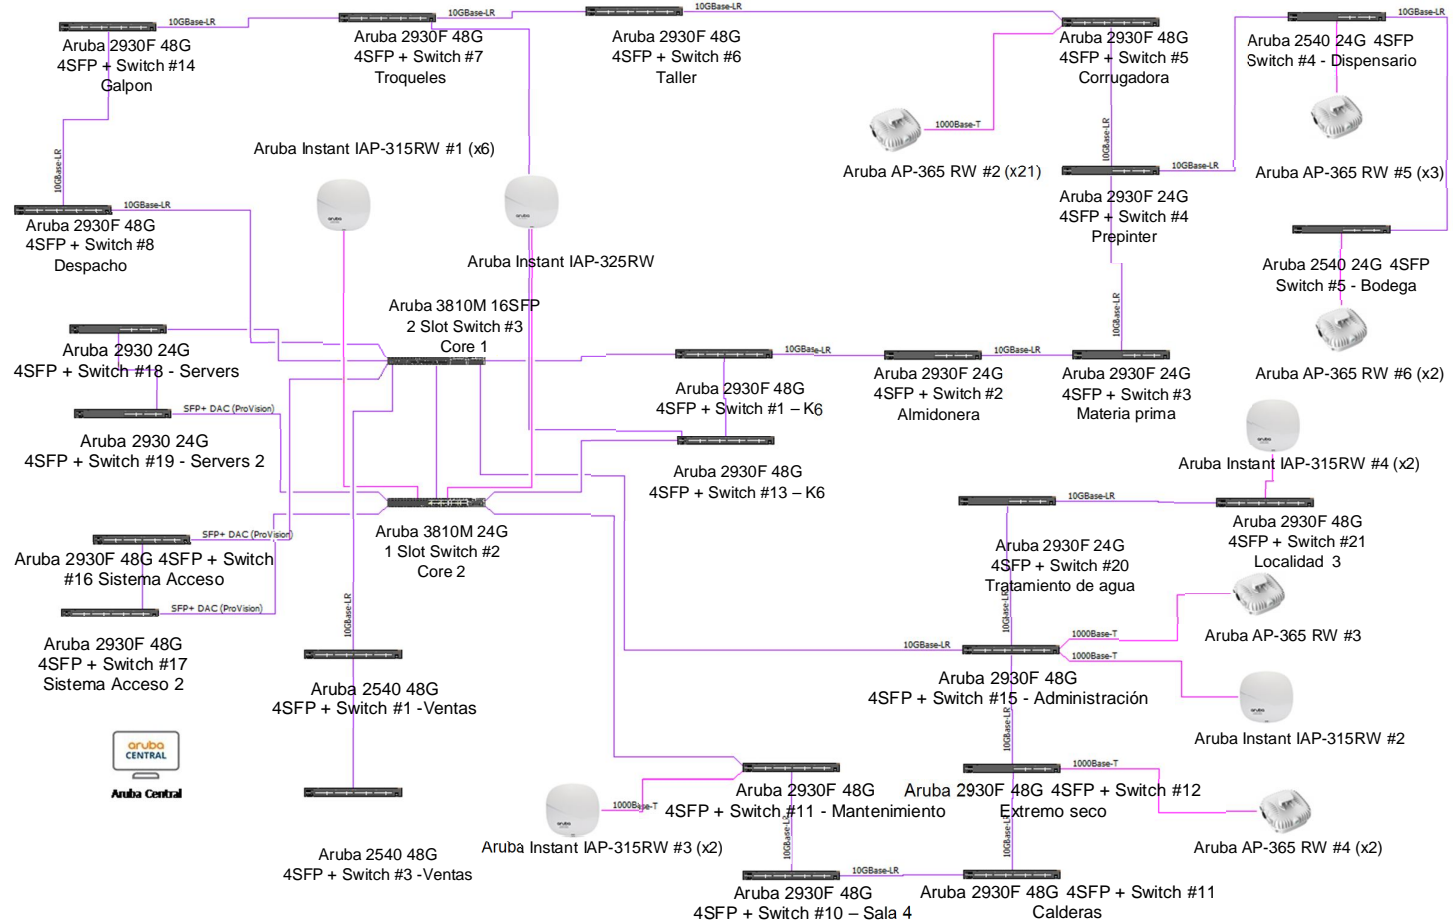 10GBase-LR
10GBase-LR
10GBase-LR
10GBase-LR
10GBase-LR
Aruba 2930F 48G
4SFP + Switch #14
Galpon
Aruba 2930F 48G
4SFP + Switch #7
Troqueles
Aruba 2930F 48G
4SFP + Switch #6
Taller
Aruba 2930F 48G
4SFP + Switch #5
Corrugadora
Aruba 2540 24G 4SFP
Switch #4 - Dispensario
1000Base-T
Aruba Instant IAP-315RW #1 (x6)
10GBase-LR
10GBase-LR
10GBase-LR
Aruba AP-365 RW #2 (x21)
Aruba AP-365 RW #5 (x3)
10GBase-LR
Aruba 2930F 48G
4SFP + Switch #8
Despacho
aruba
aruba
Aruba 2930F 24G
4SFP + Switch #4
Prepinter
Aruba Instant IAP-325RW
Aruba 2540 24G 4SFP
Switch #5 - Bodega
Aruba 3810M 16SFP
2 Slot Switch #3
Core 1
10GBase-LR
Aruba 2930 24G
4SFP + Switch #18 - Servers
10GBase-LR
10GBase-LR
Aruba 2930F 48G
4SFP + Switch #1 – K6
Aruba 2930F 24G
4SFP + Switch #2
Almidonera
Aruba 2930F 24G
4SFP + Switch #3
Materia prima
Aruba AP-365 RW #6 (x2)
SFP+ DAC (ProVision)
Aruba 2930 24G
4SFP + Switch #19 - Servers 2
aruba
Aruba 2930F 48G
4SFP + Switch #13 – K6
Aruba Instant IAP-315RW #4 (x2)
10GBase-LR
SFP+ DAC (ProVision)
Aruba 3810M 24G
1 Slot Switch #2
Core 2
Aruba 2930F 48G 4SFP + Switch
#16 Sistema Acceso
Aruba 2930F 24G
4SFP + Switch #20
Tratamiento de agua
Aruba 2930F 48G
4SFP + Switch #21
Localidad 3
SFP+ DAC (ProVision)
10GBase-LR
10GBase-LR
Aruba 2930F 48G
4SFP + Switch #17
Sistema Acceso 2
10GBase-LR
1000Base-T
1000Base-T
Aruba AP-365 RW #3
Aruba 2540 48G
4SFP + Switch #1 -Ventas
Aruba 2930F 48G
4SFP + Switch #15 - Administración
aruba
Aruba Instant IAP-315RW #2
aruba
CENTRAL
Aruba Central
10GBase-LR
1000Base-T
Aruba 2930F 48G
4SFP + Switch #11 - Mantenimiento
Aruba 2930F 48G 4SFP + Switch #12
Extremo seco
1000Base-T
aruba
Aruba Instant IAP-315RW #3 (x2)
Aruba AP-365 RW #4 (x2)
10GBase-LR
10GBase-LR
Aruba 2540 48G
4SFP + Switch #3 -Ventas
10GBase-LR
Aruba 2930F 48G
4SFP + Switch #10 – Sala 4
Aruba 2930F 48G 4SFP + Switch #11
Calderas